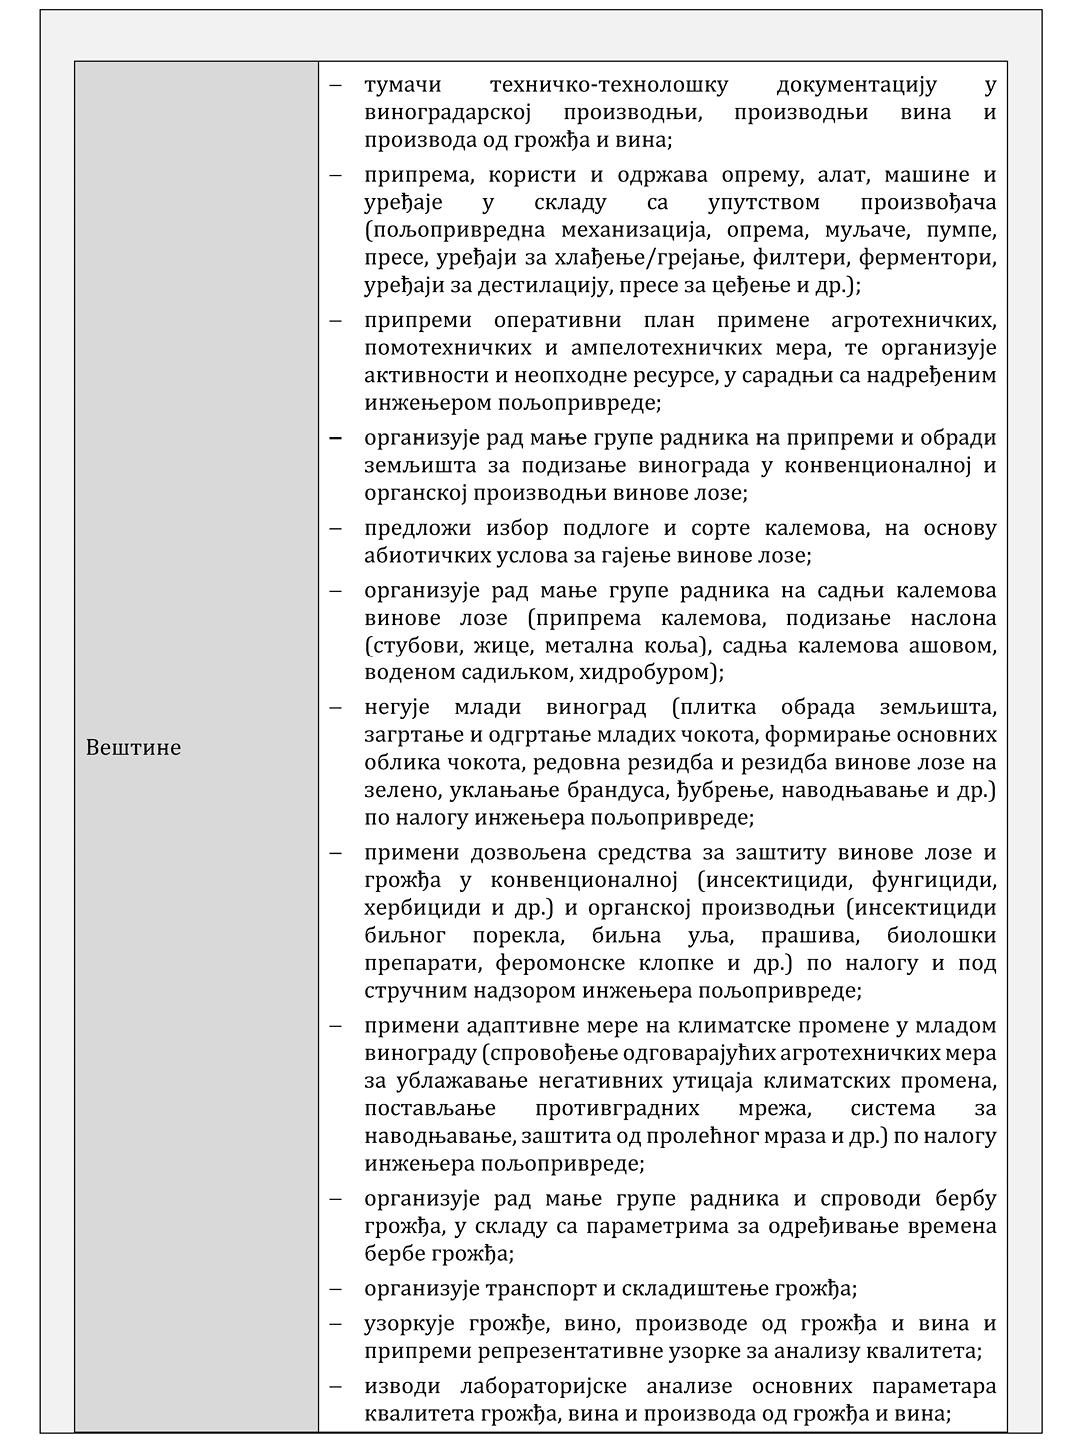 Вештине
– тумачи техничко-технолошку документацију у
виноградарској производњи, производњи вина и
производа од грожђа и вина;
– припрема, користи и одржава опрему, алат, машине и
уређаје у складу са упутством произвођача
(пољопривредна механизација, опрема, муљаче, пумпе,
пресе, уређаји за хлађење/грејање, филтери, ферментори,
уређаји за дестилацију, пресе за цеђење и др.);
– припреми оперативни план примене агротехничких,
помотехничких и ампелотехничких мера, те организује
активности и неопходне ресурсе, у сарадњи са надређеним
инжењером пољопривреде;
– организује рад мање групе радника на припреми и обради
земљишта за подизање винограда у конвенционалној и
органској производњи винове лозе;
– предложи избор подлоге и сорте калемова, на основу
абиотичких услова за гајење винове лозе;
– организује рад мање групе радника на садњи калемова
винове лозе (припрема калемова, подизање наслона
(стубови, жице, метална коља), садња калемова ашовом,
воденом садиљком, хидробуром);
– негује млади виноград (плитка обрада земљишта,
загртање и одгртање младих чокота, формирање основних
облика чокота, редовна резидба и резидба винове лозе на
зелено, уклањање брандуса, ђубрење, наводњавање и др.)
по налогу инжењера пољопривреде;
– примени дозвољена средства за заштиту винове лозе и
грожђа у конвенционалној (инсектициди, фунгициди,
хербициди и др.) и органској производњи (инсектициди
биљног порекла, биљна уља, прашива, биолошки
препарати, феромонске клопке и др.) по налогу и под
стручним надзором инжењера пољопривреде;
– примени адаптивне мере на климатске промене у младом
винограду (спровођење одговарајућих агротехничких мера
за ублажавање негативних утицаја климатских промена,
постављање противградних мрежа, система за
наводњавање, заштита од пролећног мраза и др.) по налогу
инжењера пољопривреде;
– организује рад мање групе радника и спроводи бербу
грожђа, у складу са параметрима за одређивање времена
бербе грожђа;
– организује транспорт и складиштење грожђа;
– узоркује грожђе, вино, производе од грожђа и вина и
припреми репрезентативне узорке за анализу квалитета;
– изводи лабораторијске анализе основних параметара
квалитета грожђа, вина и производа од грожђа и вина;